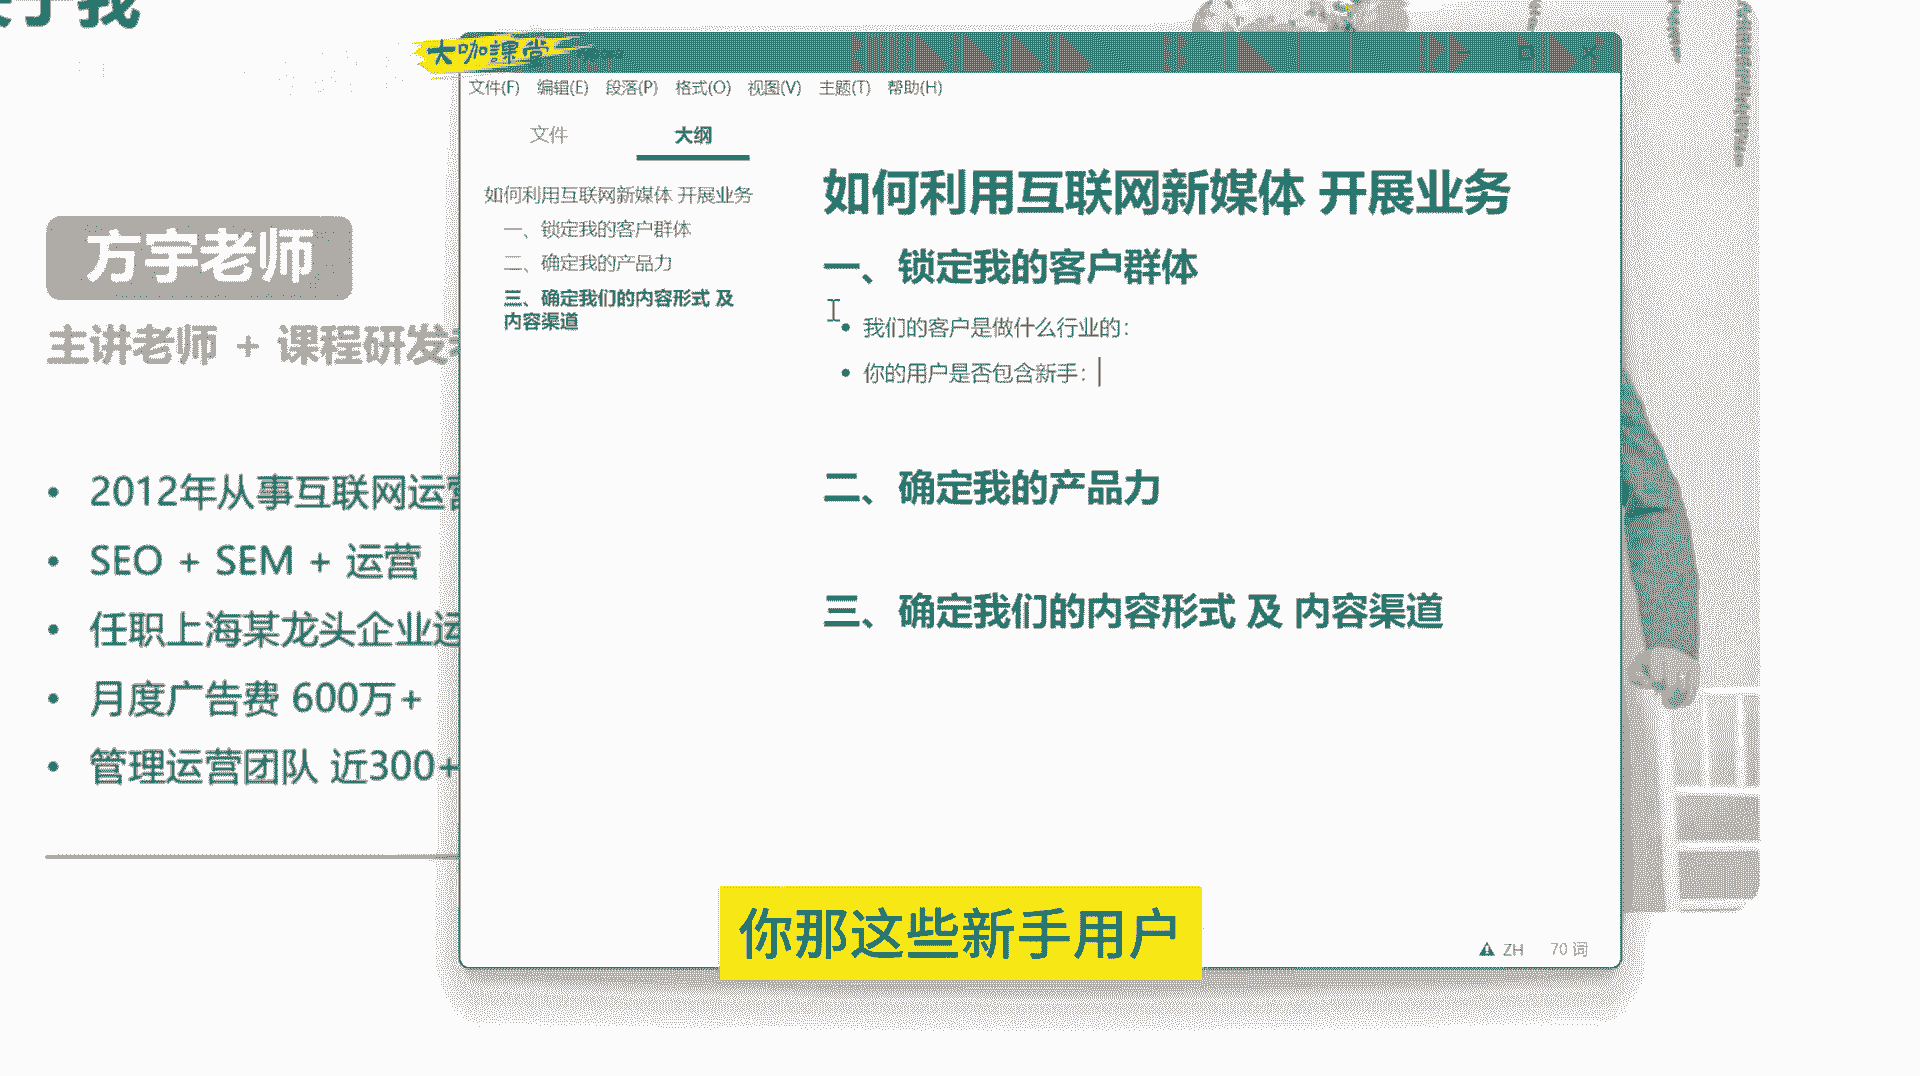 于我
大咖課堂
文件(F) 编辑(E) 段落(P) 格式(O) 视图(V) 主题(T) 帮助(H)
文件 大纲
如何利用互联网新媒体 开展业务
一、锁定我的客户群体
二、确定我的产品力
三、确定我们的内容形式 及
内容渠道
如何利用互联网新媒体 开展业务
一、锁定我的客户群体
• 我们的客户是做什么行业的：
• 你的用户是否包含新手：
二、确定我的产品力
三、确定我们的内容形式 及 内容渠道
方宇老师
主讲老师 + 课程研发
• 2012年从事互联网运营
• SEO + SEM + 运营
• 任职上海某龙头企业运
• 月度广告费 600万+
• 管理运营团队 近300+
你那这些新手用户
ZH 70 词